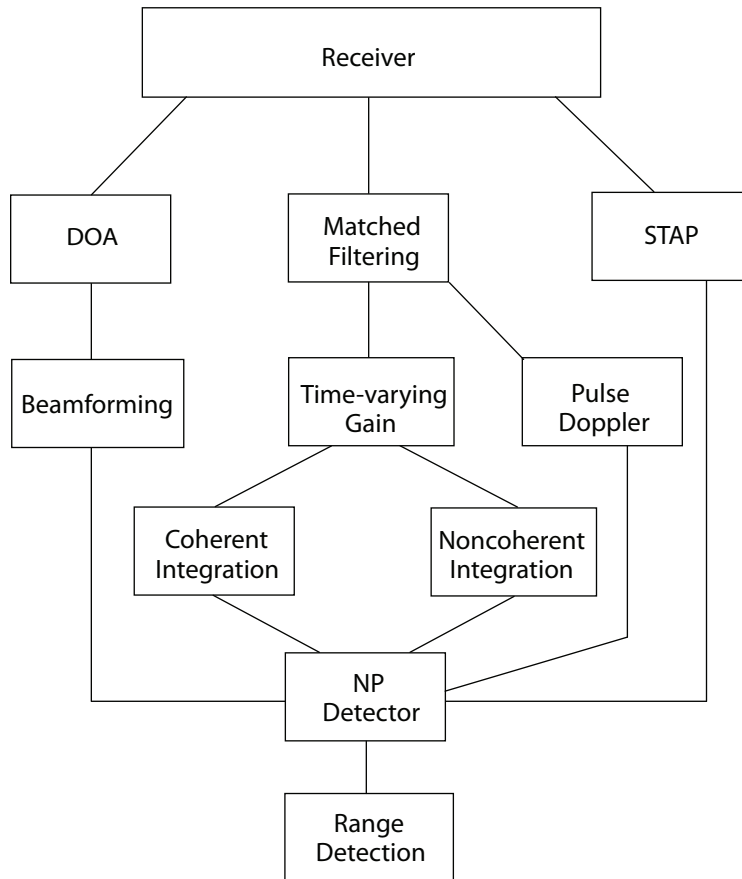 Receiver
DOA
Matched
Filtering
STAP
Beamforming
Time-varying
Gain
Pulse
Doppler
Coherent
Integration
Noncoherent
Integration
NP
Detector
Range
Detection